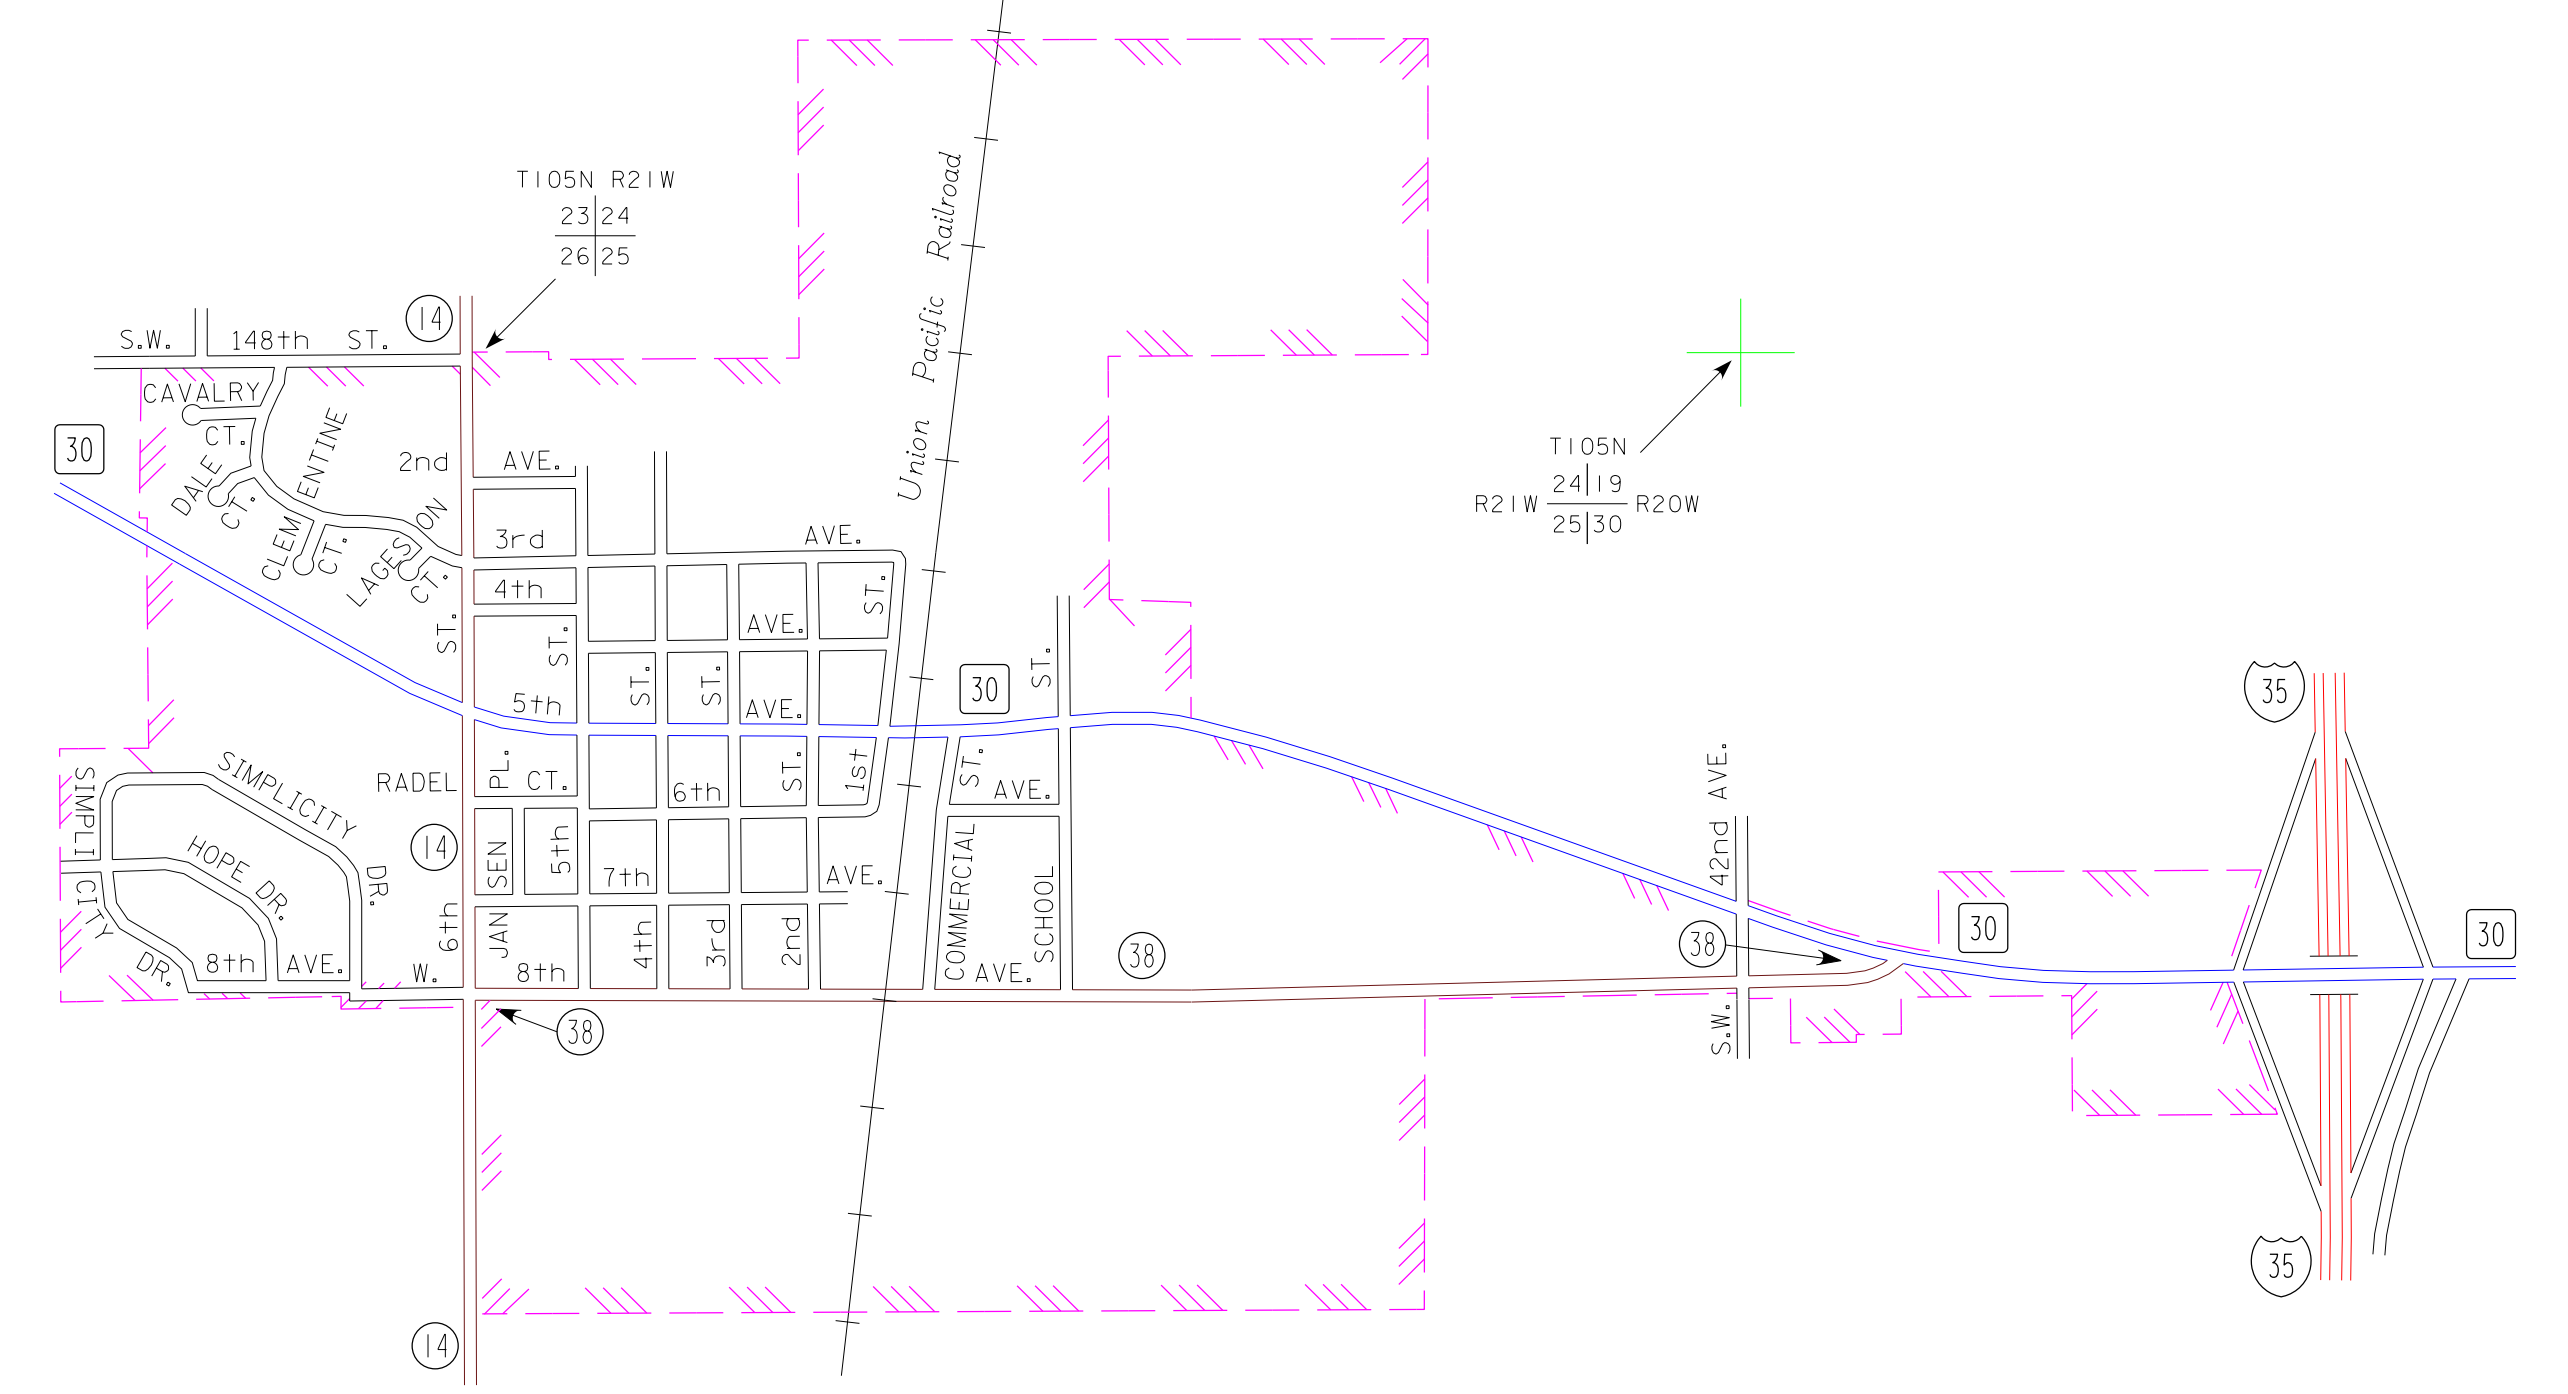 Union Pacific Railroad
T105N R21W
23 24
26 25
14
S.W. 148th ST.
CAVALRY
CT.
30
DALE
CT.
ENTINE
2nd AVE.
CLEM
CT.
ON
LAGES
CT.
3rd AVE.
4th AVE.
T105N
24 19
R21W R20W
25 30
ST.
ST.
ST.
ST.
ST.
ST.
5th AVE.
30
35
SIMPLICITY
DR.
SIMPLI
CITY
DR.
HOPE DR.
RADEL CT.
PL.
SEN
JAN
6th AVE.
ST.
1st
ST.
42nd AVE.
S.W.
14
6th
5th
7th AVE.
4th
3rd
2nd
COMMERCIAL
SCHOOL
38
38
30
30
8th AVE.
W. 8th AVE.
38
35
14